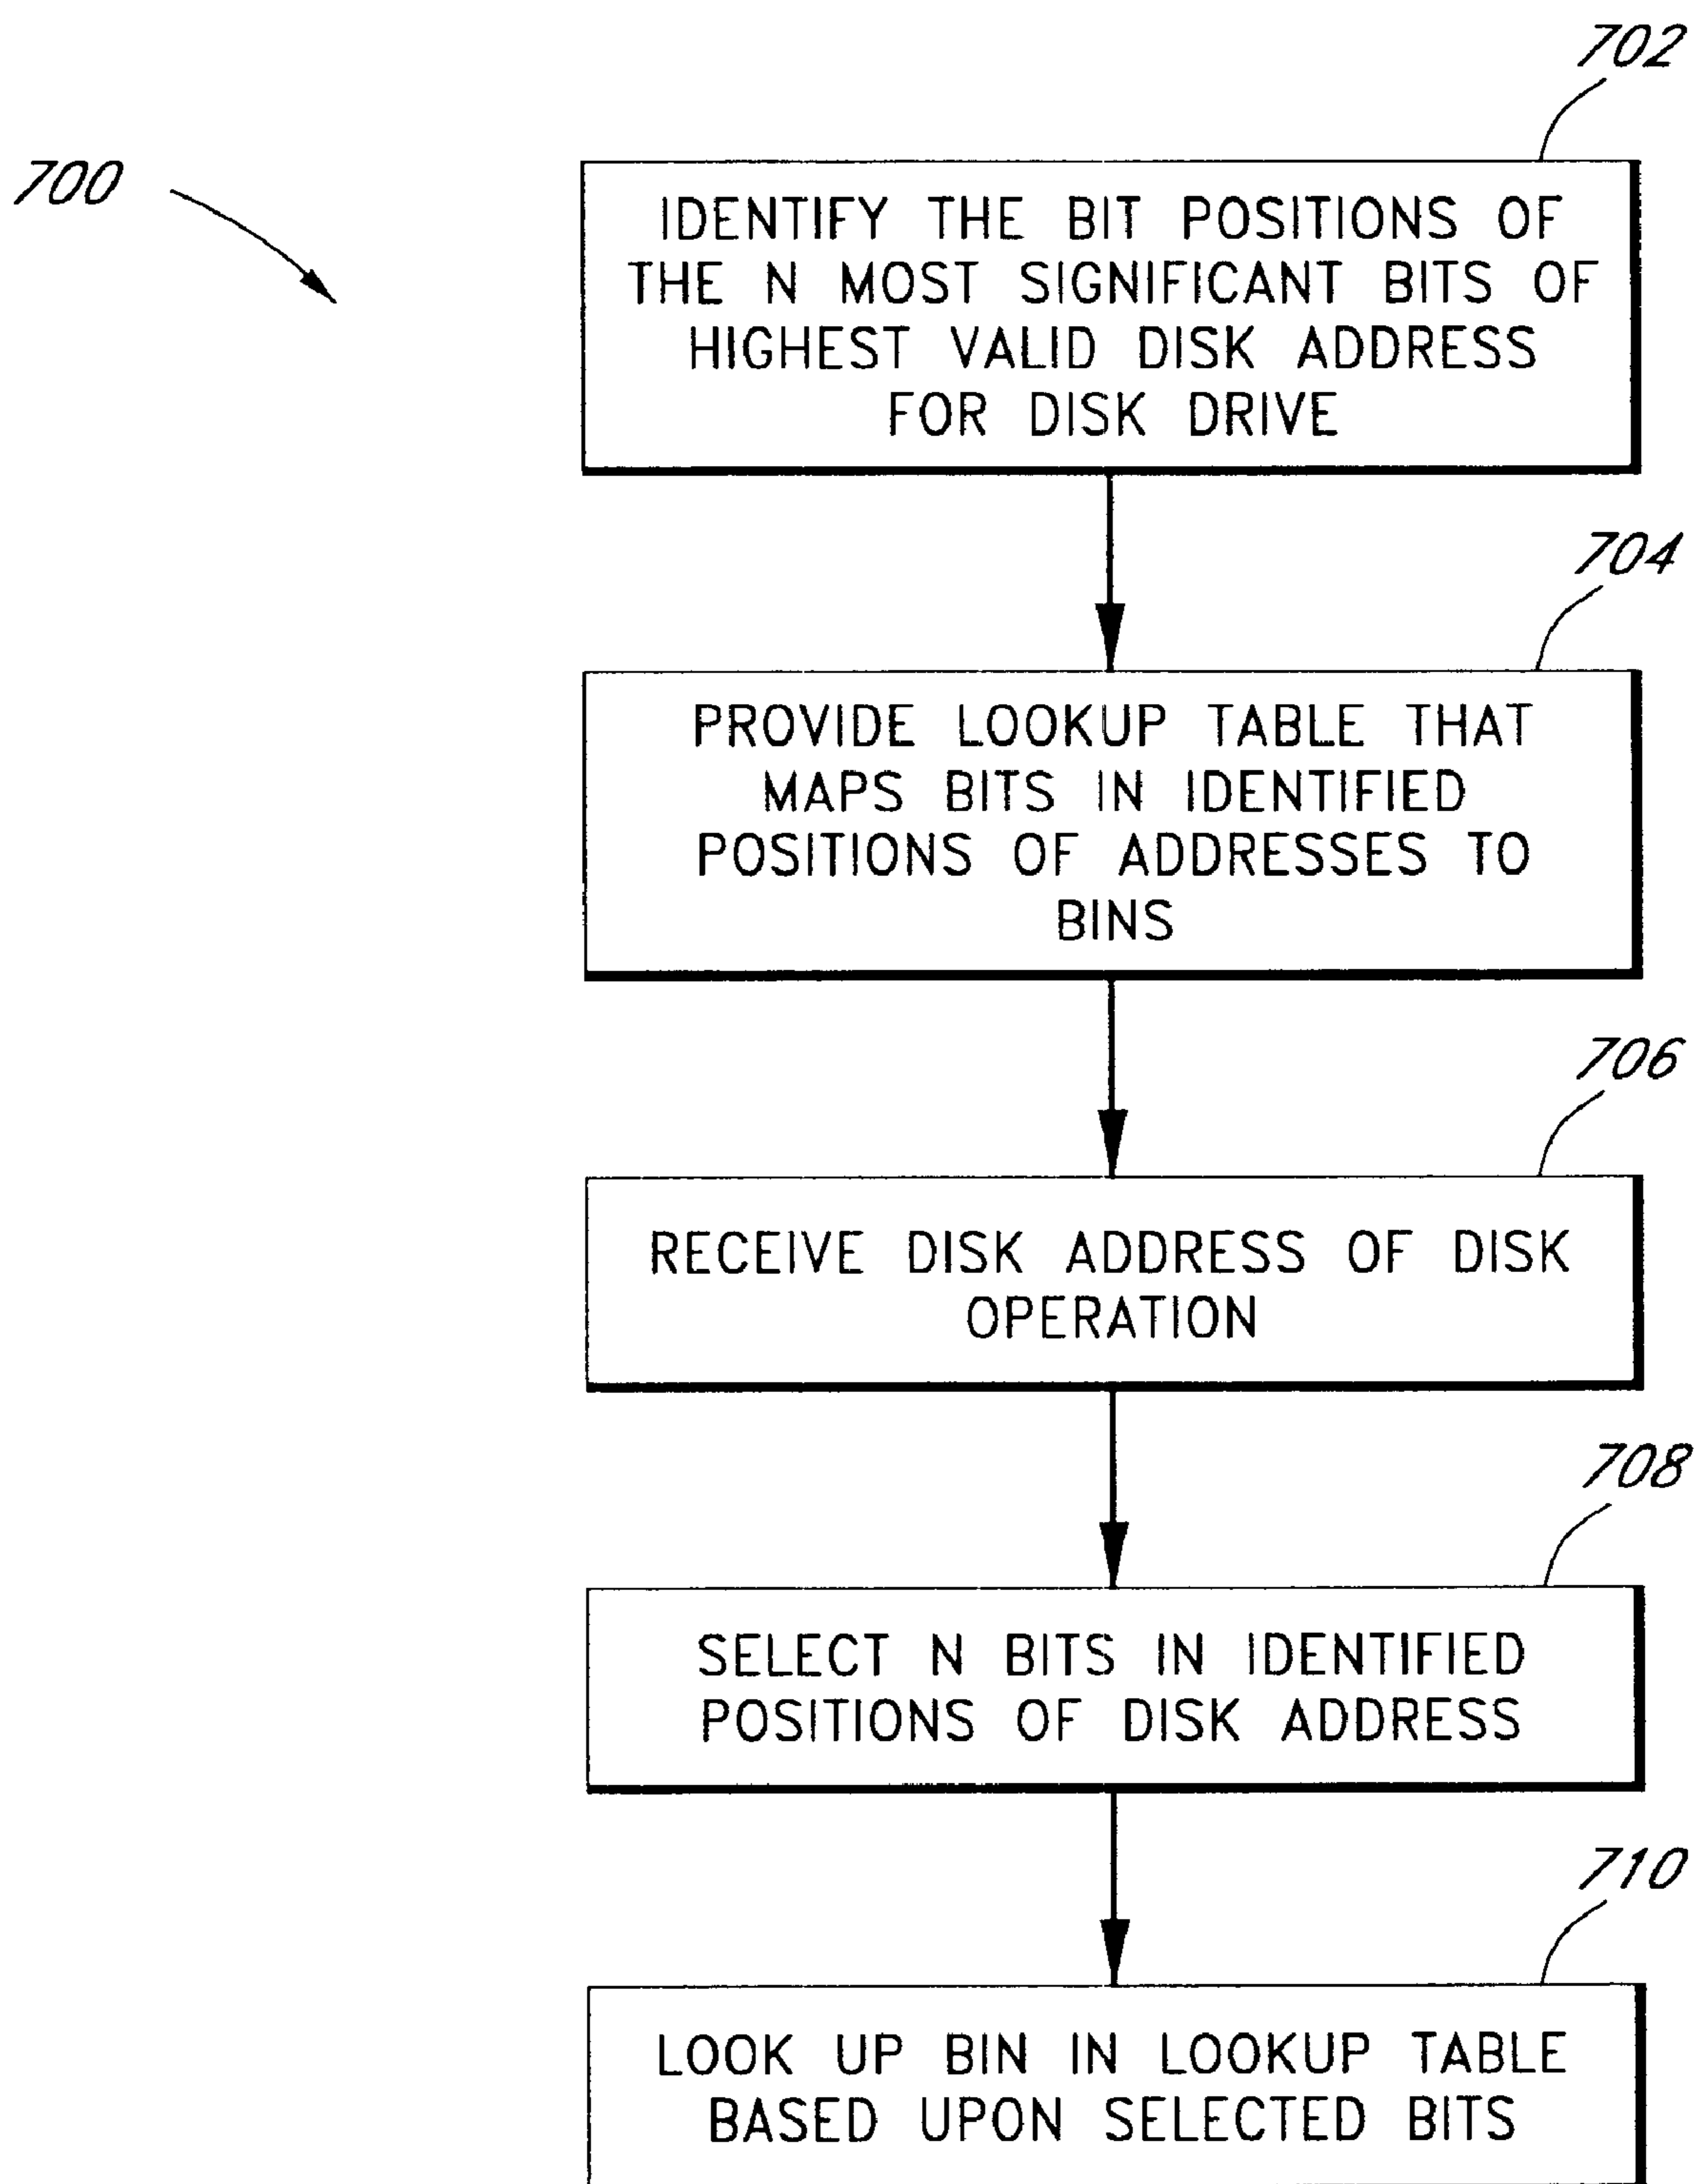 702
700
IDENTIFY THE BIT POSITIONS OF
THE N MOST SIGNIFICANT BITS OF
HIGHEST VALID DISK ADDRESS
FOR DISK DRIVE
704
PROVIDE LOOKUP TABLE THAT
MAPS BITS IN IDENTIFIED
POSITIONS OF ADDRESSES TO
BINS
706
RECEIVE DISK ADDRESS OF DISK
OPERATION
708
SELECT N BITS IN IDENTIFIED
POSITIONS OF DISK ADDRESS
710
LOOK UP BIN IN LOOKUP TABLE
BASED UPON SELECTED BITS